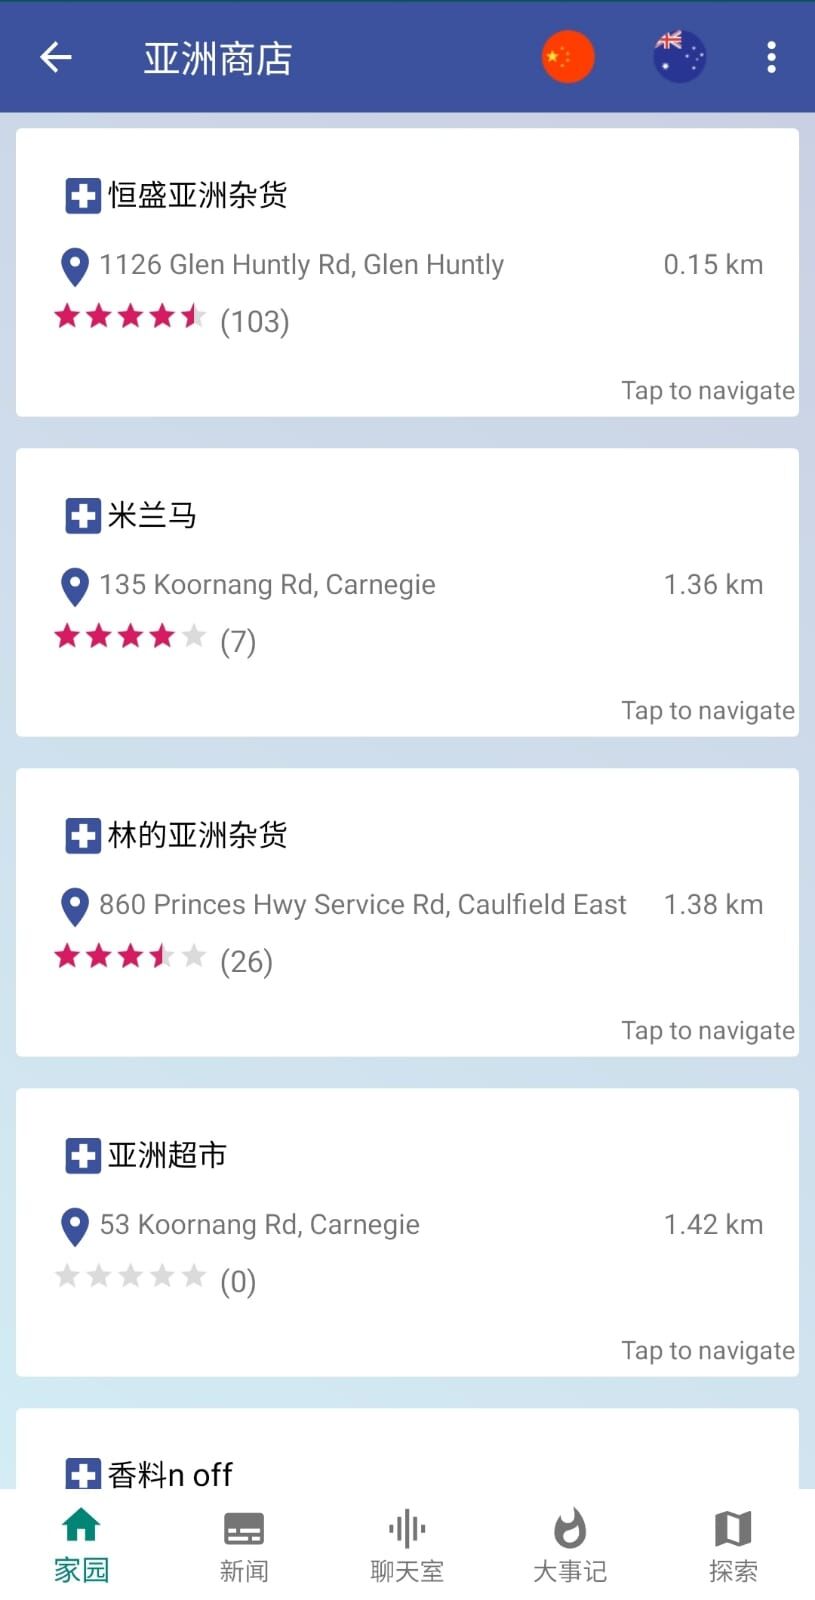 亚洲商店
恒盛亚洲杂货
1126 Glen Huntly Rd, Glen Huntly 0.15 km
(103)
Tap to navigate
米兰马
135 Koornang Rd, Carnegie 1.36 km
(7)
Tap to navigate
林的亚洲杂货
860 Princes Hwy Service Rd, Caulfield East 1.38 km
(26)
Tap to navigate
亚洲超市
53 Koornang Rd, Carnegie 1.42 km
(0)
Tap to navigate
香料n off
家园 新闻 聊天室 大事记 探索